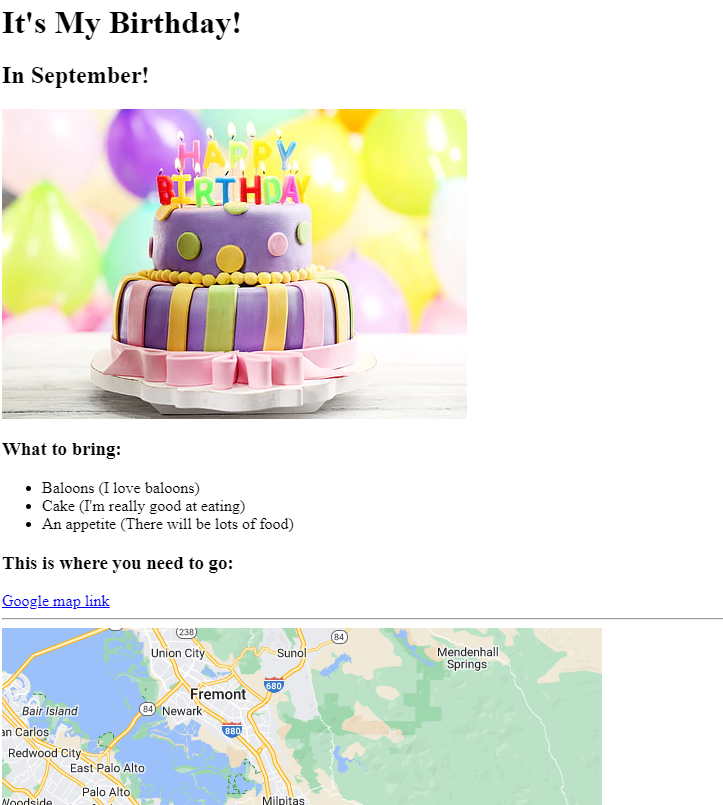 It's My Birthday!
In September!
HAPPY
BIRTHDAY
What to bring:
Baloons (I love baloons)
Cake (I'm really good at eating)
An appetite (There will be lots of food)
This is where you need to go:
Google map link
238
84
Union City
Sunol
Mendenhall
Springs
680
Fremont
Bair Island
84
Newark
an Carlos
880
Redwood City
East Palo Alto
Palo Alto
Woodside
Milpitas